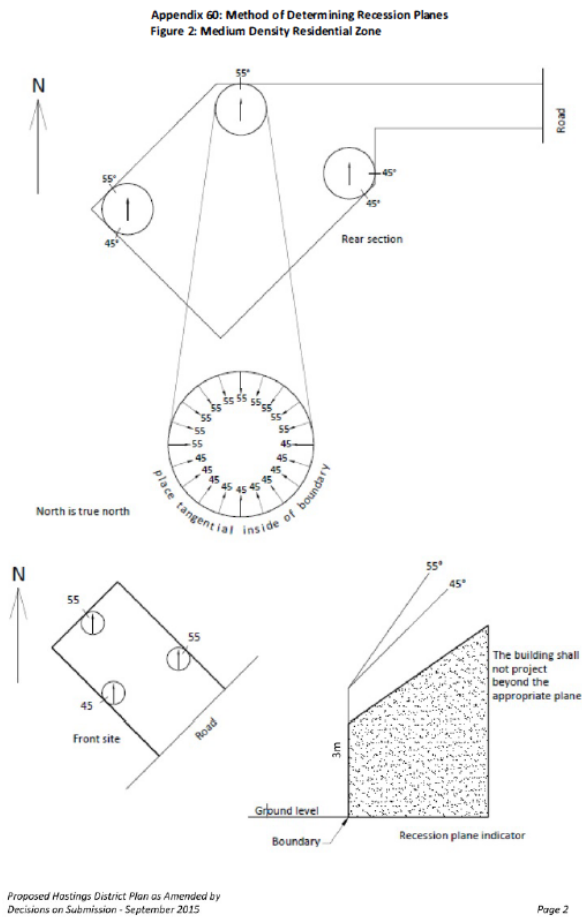 Appendix 60: Method of Determining Recession Planes
Figure 2: Medium Density Residential Zone
55°
N
Road
55°
45°
45°
45°
Rear section
55
55
55
55
55
55
55
55
55
55
55
45
45
45
45
45
45
45
45
45
45
place tangential inside of boundary
North is true north
N
55
55
45
Front site
Road
55°
45°
The building shall
not project
beyond the
appropriate plane
3m
Ground level
Boundary
Recession plane indicator
Proposed Hastings District Plan as Amended by
Decisions on Submission - September 2015
Page 2